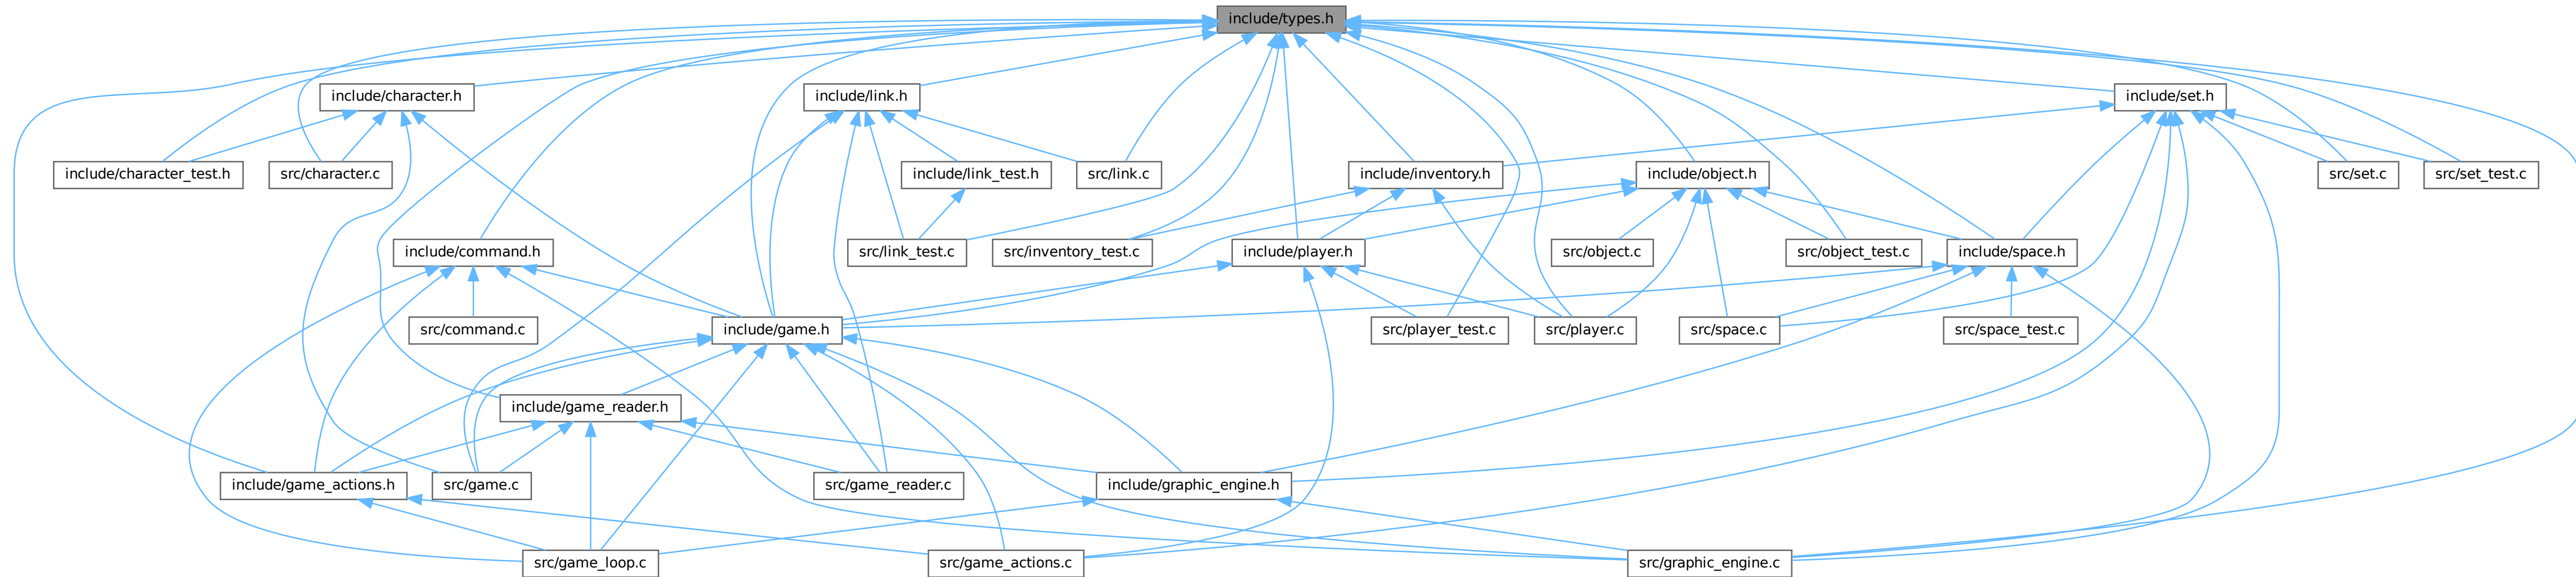 include/types.h
include/character.h
include/link.h
include/set.h
include/character_test.h
src/character.c
include/link_test.h
src/link.c
include/inventory.h
include/object.h
src/set.c
src/set_test.c
include/command.h
src/link_test.c
src/inventory_test.c
include/player.h
src/object.c
src/object_test.c
include/space.h
src/command.c
include/game.h
src/player_test.c
src/player.c
src/space.c
src/space_test.c
include/game_reader.h
include/game_actions.h
src/game.c
src/game_reader.c
include/graphic_engine.h
src/game_loop.c
src/game_actions.c
src/graphic_engine.c